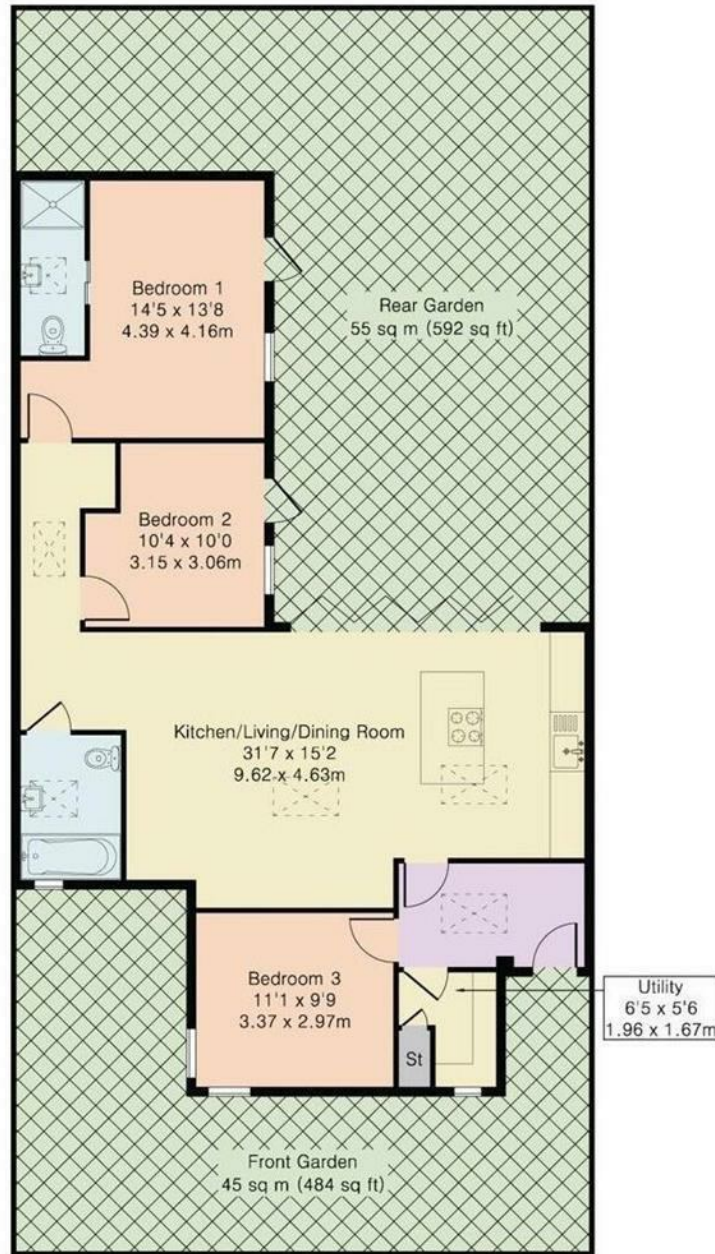 Bedroom 1
14'5 x 13'8
4.39 x 4.16m
Rear Garden
55 sq m (592 sq ft)
Bedroom 2
10'4 x 10'0
3.15 x 3.06m
Kitchen/Living/Dining Room
31'7 x 15'2
9.62 x 4.63m
Bedroom 3
11'1 x 9'9
3.37 x 2.97m
St
Utility
6'5 x 5'6
1.96 x 1.67m
Front Garden
45 sq m (484 sq ft)